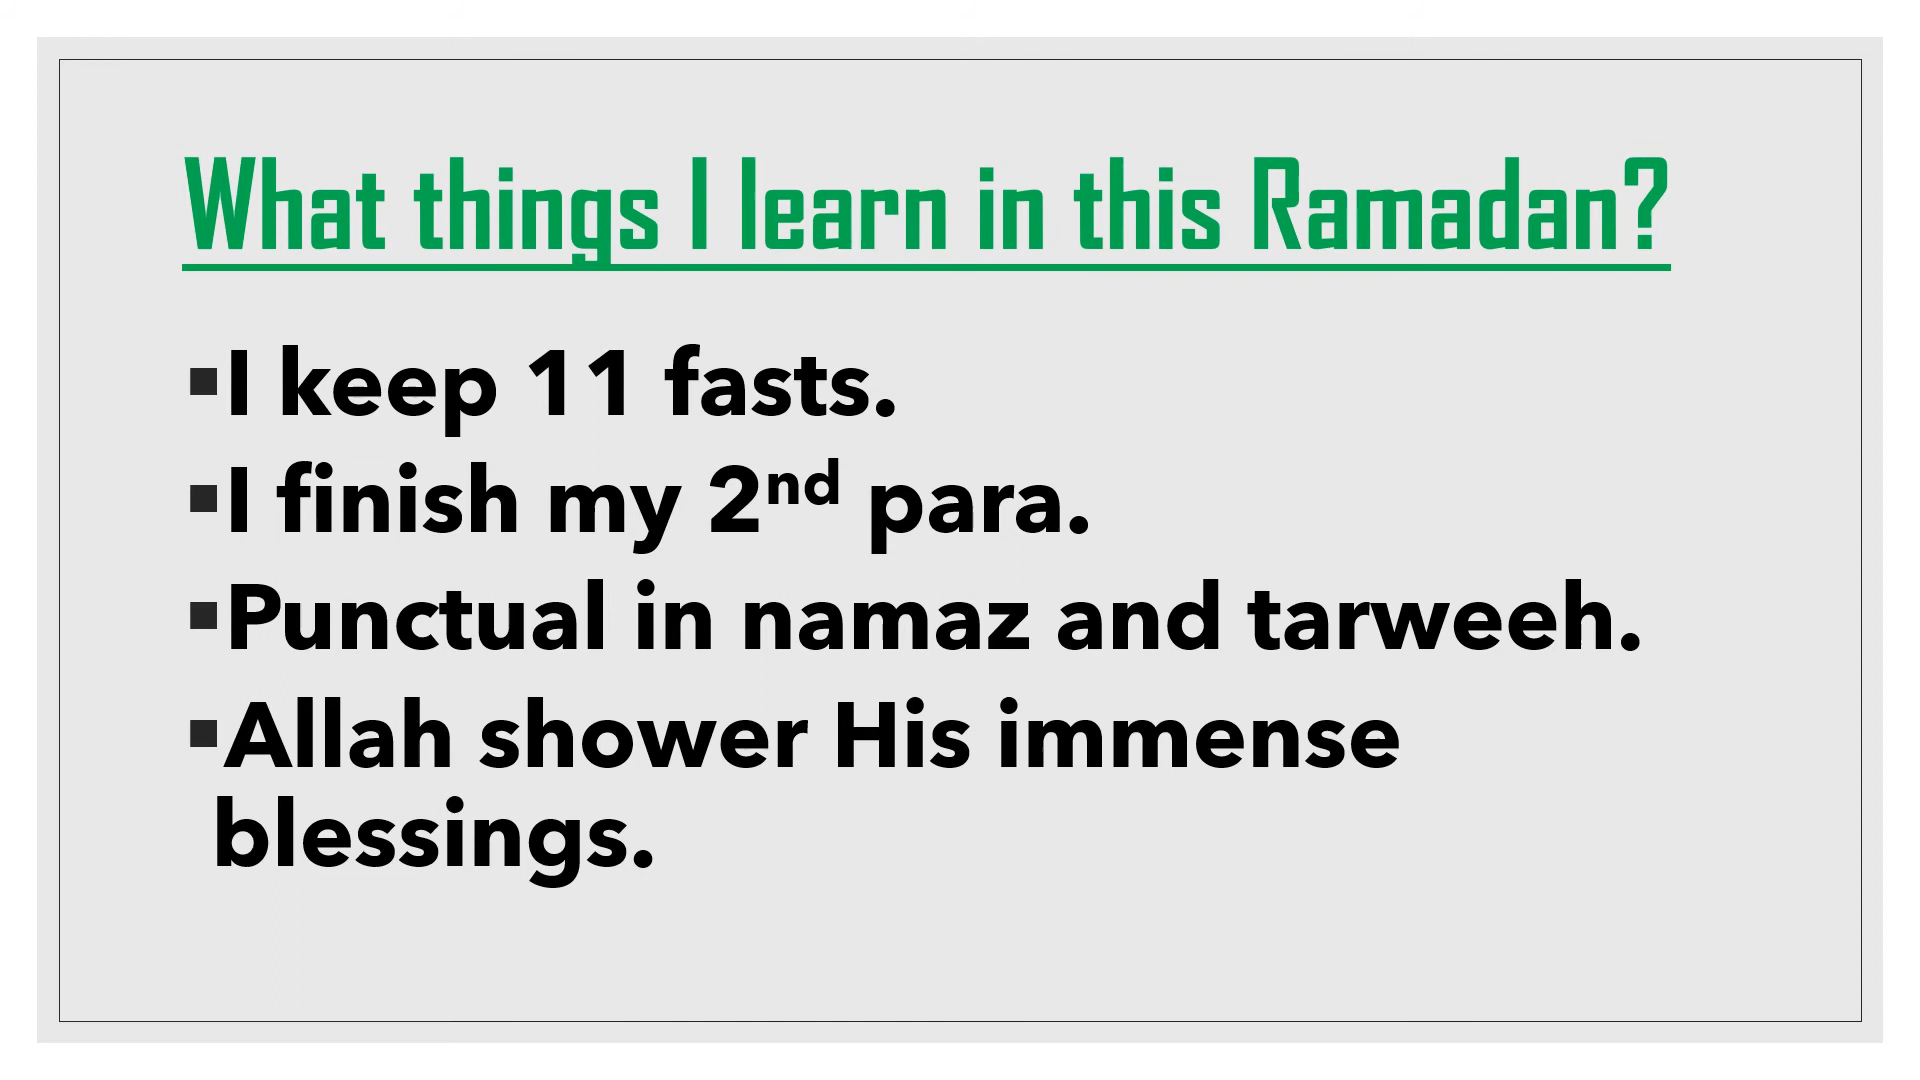 What things I learn in this Ramadan?
▪I keep 11 fasts.
▪I finish my 2nd para.
▪Punctual in namaz and tarweeh.
▪Allah shower His immense
blessings.